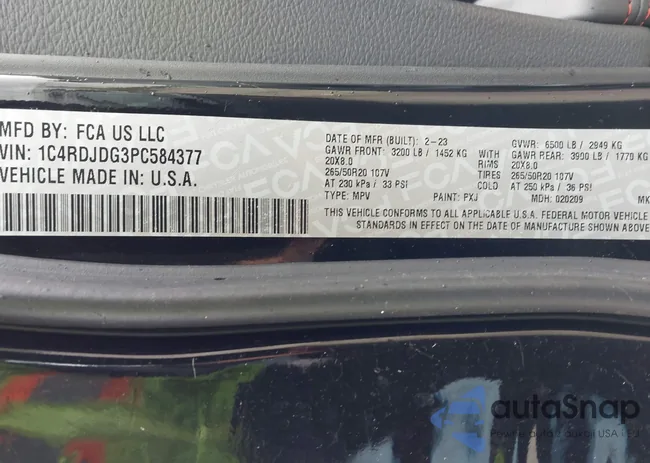 MFD BY: FCA US LLC
VIN: 1C4RDJDG3PC584377
VEHICLE MADE IN: U.S.A.
DATE OF MFR (BUILT): 2-23
GVWR: 6500 LB / 2949 KG
GAWR FRONT: 3200 LB / 1452 KG WITH GAWR REAR: 3900 LB / 1770 KG
20X8.0 RIMS 20X8.0
265/50R20 107V TIRES 265/50R20 107V
AT 230 kPa / 33 PSI COLD AT 250 kPa / 36 PSI
TYPE: MPV PAINT: PXJ MDH: 020209 MK
THIS VEHICLE CONFORMS TO ALL APPLICABLE U.S.A. FEDERAL MOTOR VEHICLE
STANDARDS IN EFFECT ON THE DATE OF MANUFACTURE SHOWN ABOVE
FCA
autoSnap